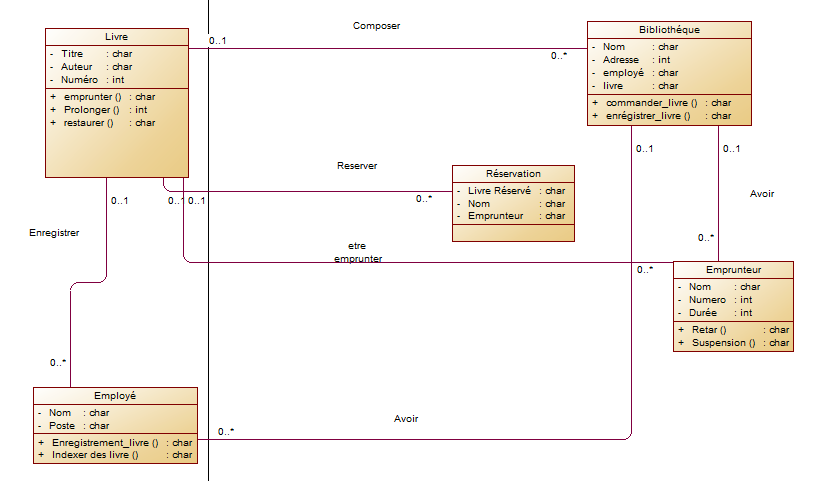 Composer
Livre
- Titre : char
- Auteur : char
- Numéro : int
+ emprunter () : char
+ Prolonger () : int
+ restaurer () : char
0..1
0..*
Bibliothéque
- Nom : char
- Adresse : int
- employé : char
- livre : char
+ commander_livre () : char
+ enrégistrer_livre () : char
0..1
0..1
Reserver
Réservation
- Livre Réservé : char
- Nom : char
- Emprunteur : char
0..1
0..1
0..1
0..*
Avoir
Enregistrer
etre
emprunter
0..*
0..*
Emprunteur
- Nom : char
- Numero : int
- Durée : int
+ Retar () : char
+ Suspension () : char
0..*
Employé
- Nom : char
- Poste : char
+ Enregistrement_livre () : char
+ Indexer des livre () : char
Avoir
0..*